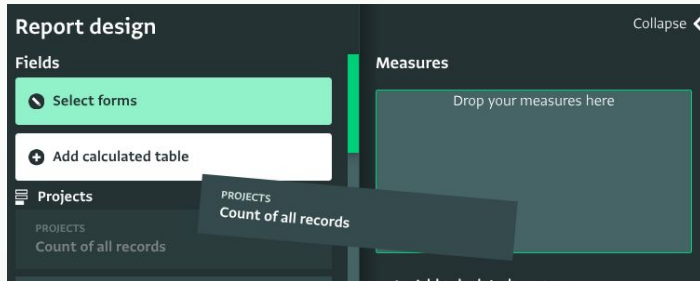 Report design
Collapse
Fields
Measures
Select forms
Drop your measures here
Add calculated table
Projects
PROJECTS
Count of all records
PROJECTS
Count of all records